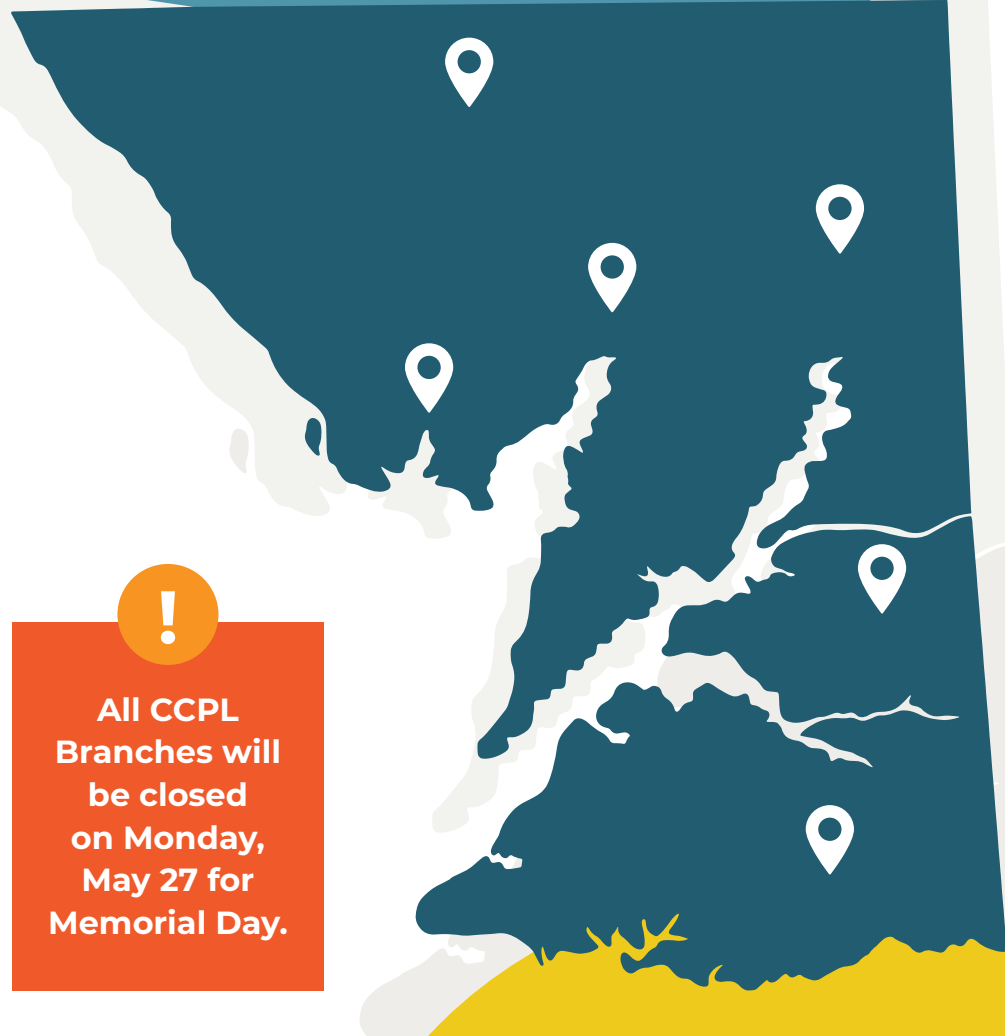 !
All CCPL
Branches will
be closed
on Monday,
May 27 for
Memorial Day.